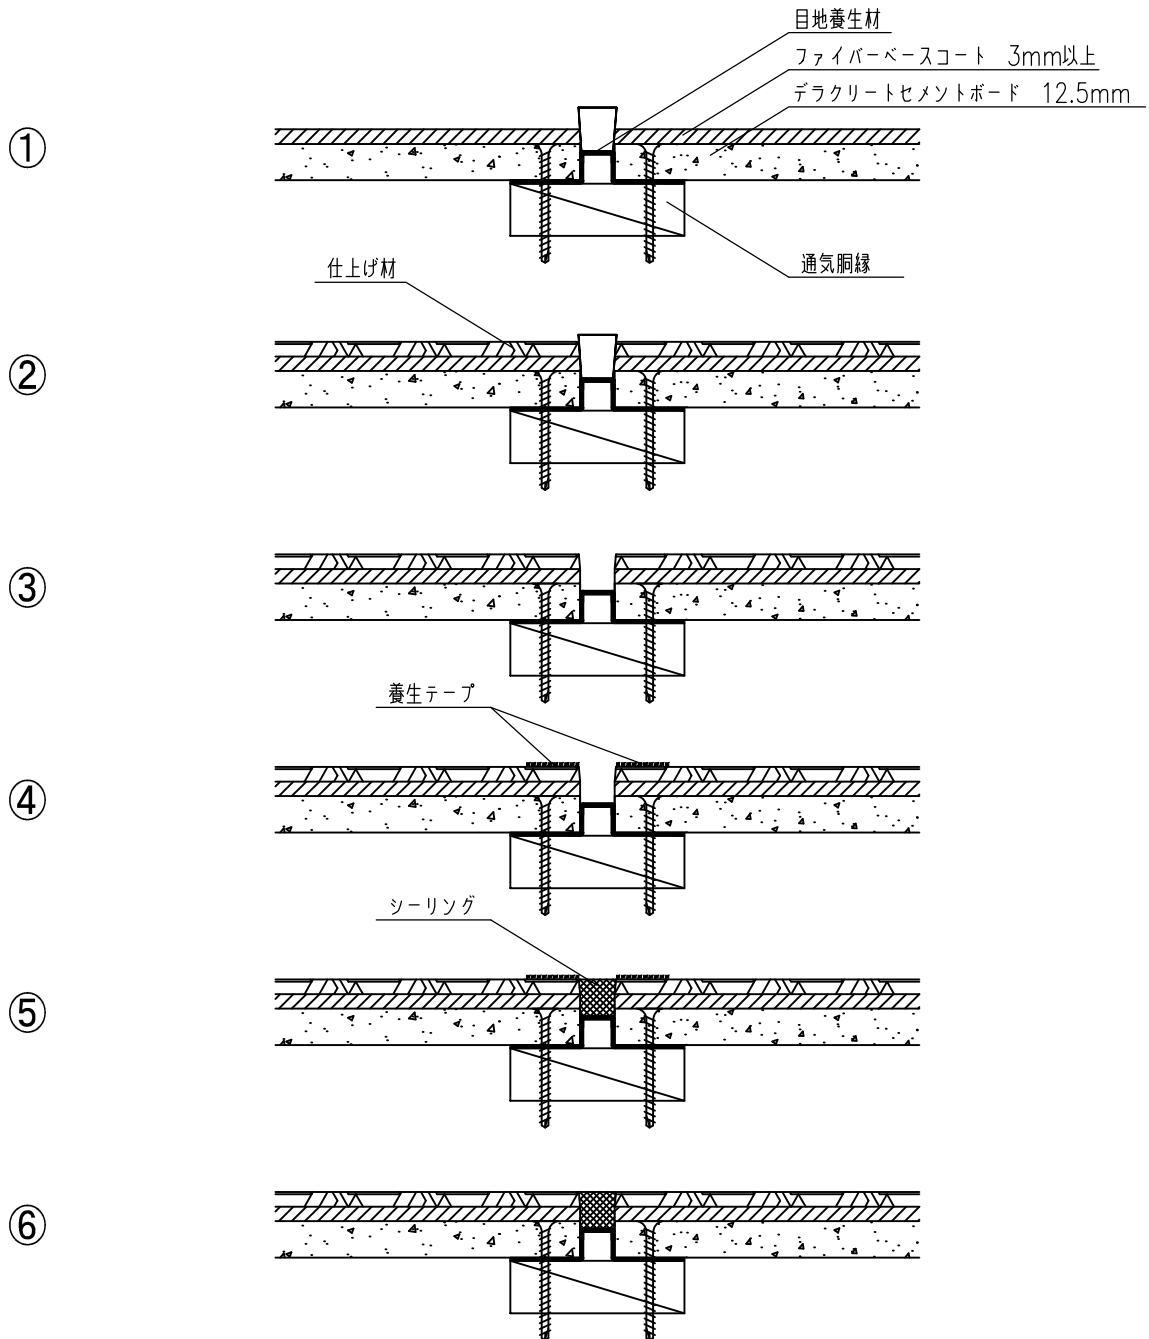 目地養生材
ファイバーベースコート　3mm以上
デラクリートセメントボード　12.5mm
①
通気胴縁
仕上げ材
②
③
養生テープ
④
シーリング
⑤
⑥